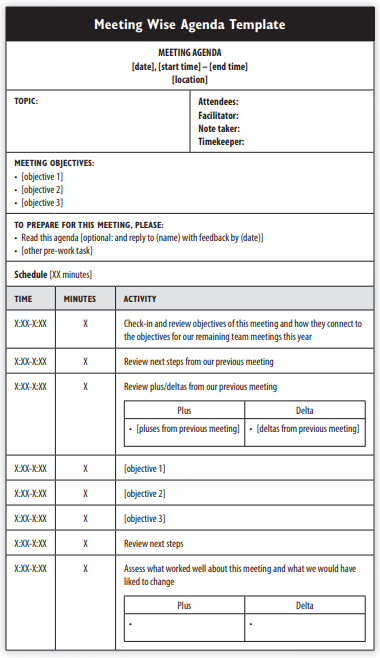 Meeting Wise Agenda Template
MEETING AGENDA
[date], [start time] – [end time]
[location]
TOPIC:
Attendees:
Facilitator:
Note taker:
Timekeeper:
MEETING OBJECTIVES:
• [objective 1]
• [objective 2]
• [objective 3]
TO PREPARE FOR THIS MEETING, PLEASE:
• Read this agenda [optional: and reply to (name) with feedback by (date)]
• [other pre-work task]
Schedule [XX minutes]
TIME MINUTES ACTIVITY
X:XX-X:XX X Check-in and review objectives of this meeting and how they connect to
the objectives for our remaining team meetings this year
X:XX-X:XX X Review next steps from our previous meeting
X:XX-X:XX X Review plus/deltas from our previous meeting
Plus Delta
• [pluses from previous meeting] • [deltas from previous meeting]
X:XX-X:XX X [objective 1]
X:XX-X:XX X [objective 2]
X:XX-X:XX X [objective 3]
X:XX-X:XX X Review next steps
X:XX-X:XX X Assess what worked well about this meeting and what we would have
liked to change
Plus Delta
• •